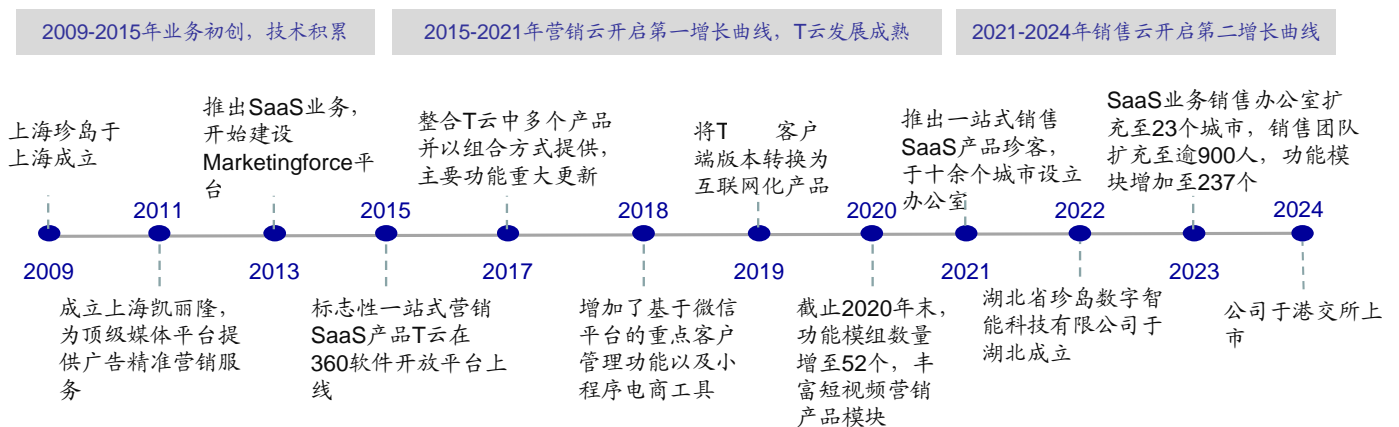 2009-2015年业务初创，技术积累
2015-2021年营销云开启第一增长曲线，T云发展成熟
2021-2024年销售云开启第二增长曲线
上海珍岛于
上海成立
推出SaaS业务，
开始建设
Marketingforce平
台
整合T云中多个产品
并以组合方式提供，
主要功能重大更新
将T 客户
端版本转换为
互联网化产品
推出一站式销售
SaaS产品珍客，
于十余个城市设立
办公室
SaaS业务销售办公室扩
充至23个城市，销售团队
扩充至逾900人，功能模
块增加至237个
2011
2015
2018
2020
2022
2024
2009
2013
2017
2019
2021
2023
成立上海凯丽隆，
为顶级媒体平台提
供广告精准营销服
务
标志性一站式营销
SaaS产品T云在
360软件开放平台上
线
增加了基于微信
平台的重点客户
管理功能以及小
程序电商工具
截止2020年末，
功能模组数量
增至52个，丰
富短视频营销
产品模块
湖北省珍岛数字智
能科技有限公司于
湖北成立
公司于港交所上
市